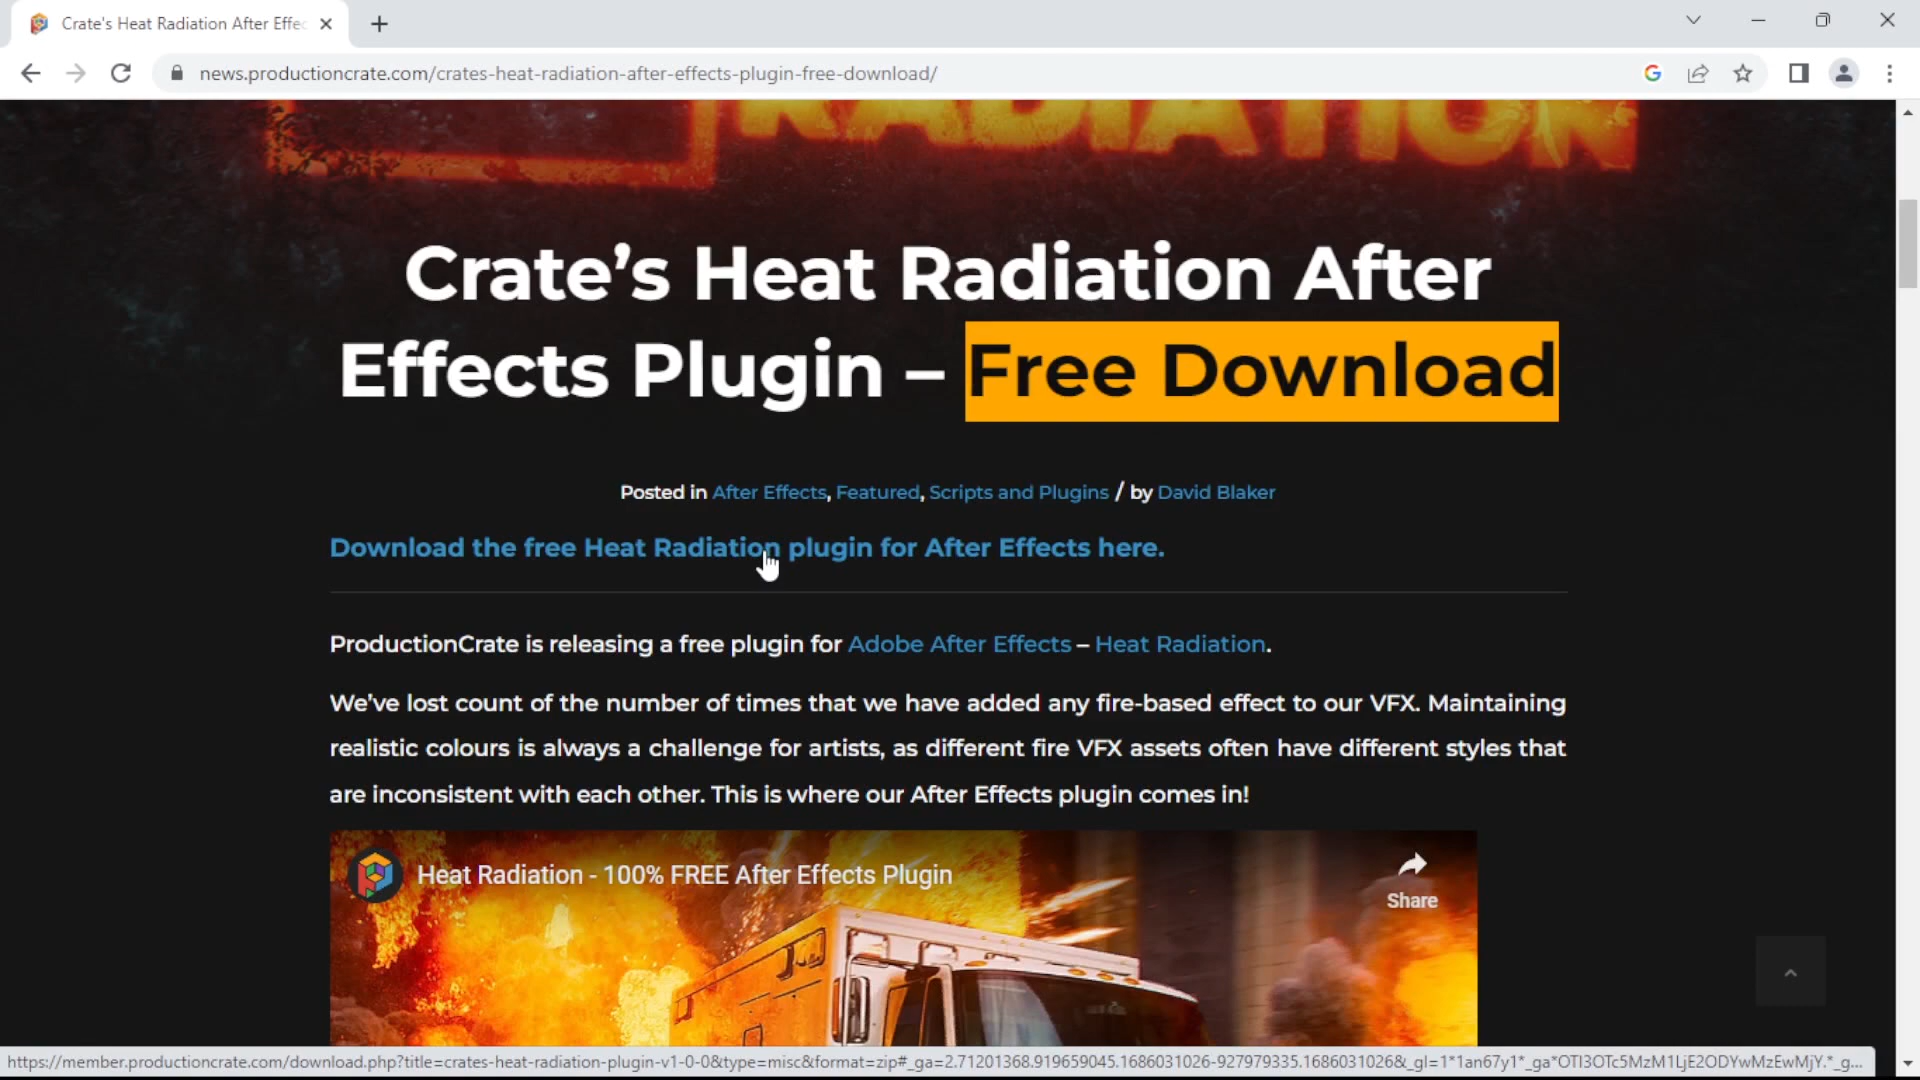 Crate's Heat Radiation After Effec
news.productioncrate.com/crates-heat-radiation-after-effects-plugin-free-download/
RADIATION
Crate’s Heat Radiation After
Effects Plugin – Free Download
Posted in After Effects, Featured, Scripts and Plugins / by David Blaker
Download the free Heat Radiation plugin for After Effects here.
ProductionCrate is releasing a free plugin for Adobe After Effects – Heat Radiation.
We’ve lost count of the number of times that we have added any fire-based effect to our VFX. Maintaining
realistic colours is always a challenge for artists, as different fire VFX assets often have different styles that
are inconsistent with each other. This is where our After Effects plugin comes in!
Heat Radiation - 100% FREE After Effects Plugin
Share
https://member.productioncrate.com/download.php?title=crates-heat-radiation-plugin-v1-0-0&type=misc&format=zip#_ga=2.71201368.919659045.1686031026-927979335.1686031026&_gl=1*1an67y1*_ga*OTI3OTc5MzM1LjE2ODYwMzEwMjY.*_g...